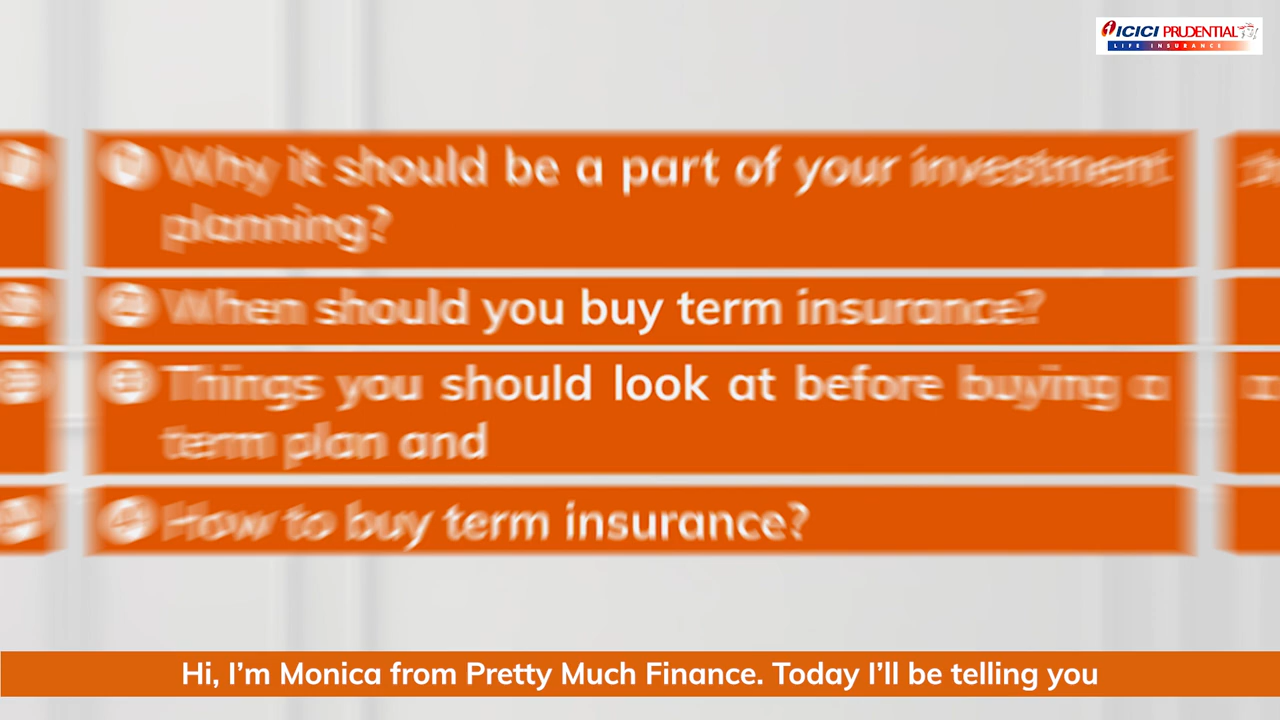 ICICI PRUDENTIAL
LIFE INSURANCE
Why it should be a part of your investment
planning?
When should you buy term insurance?
Things you should look at before buying a
term plan and
How to buy term insurance?
Hi, I’m Monica from Pretty Much Finance. Today I’ll be telling you